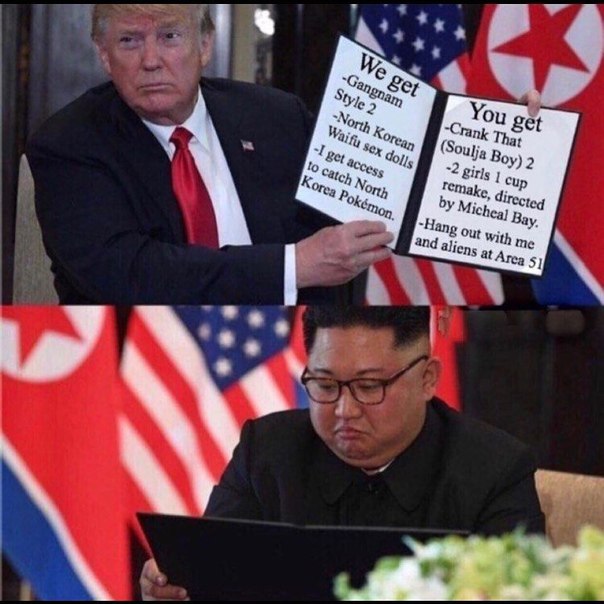 We get
-Gangnam
Style 2
-North Korean
Waifu sex dolls
-I get access
to catch North
Korea Pokémon.
You get
-Crank That
(Soulja Boy) 2
-2 girls 1 cup
remake, directed
by Micheal Bay.
-Hang out with me
and aliens at Area 51